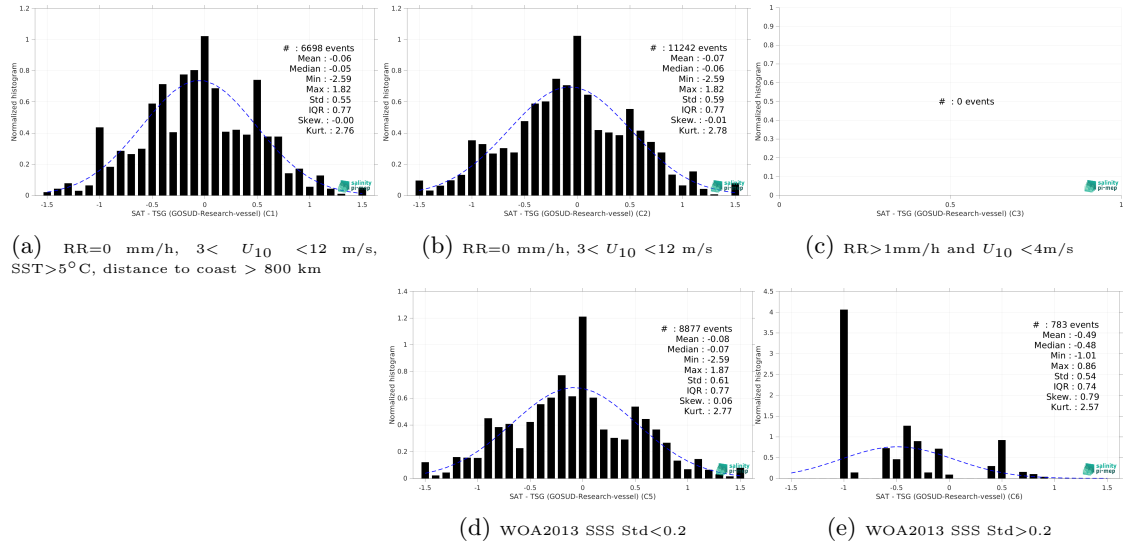 1.2
1
0.8
0.6
0.4
0.2
0
Normalized histogram
# : 6698 events
Mean : -0.06
Median : -0.05
Min : -2.59
Max : 1.82
Std : 0.55
IQR : 0.77
Skew. : -0.00
Kurt. : 2.76
salinity
pi-mep
-1.5 -1 -0.5 0 0.5 1 1.5
SAT - TSG (GOSUD-Research-vessel) (C1)
(a) RR=0 mm/h, 3< U10 <12 m/s,
SST>5°C, distance to coast > 800 km
1.2
1
0.8
0.6
0.4
0.2
0
Normalized histogram
# : 11242 events
Mean : -0.07
Median : -0.06
Min : -2.59
Max : 1.82
Std : 0.59
IQR : 0.77
Skew. : -0.01
Kurt. : 2.78
salinity
pi-mep
-1.5 -1 -0.5 0 0.5 1 1.5
SAT - TSG (GOSUD-Research-vessel) (C2)
(b) RR=0 mm/h, 3< U10 <12 m/s
1
0.9
0.8
0.7
0.6
0.5
0.4
0.3
0.2
0.1
0
Normalized histogram
# : 0 events
salinity
pi-mep
0 0.5 1
SAT - TSG (GOSUD-Research-vessel) (C3)
(c) RR>1mm/h and U10 <4m/s
1.4
1.2
1
0.8
0.6
0.4
0.2
0
Normalized histogram
# : 8877 events
Mean : -0.08
Median : -0.07
Min : -2.59
Max : 1.87
Std : 0.61
IQR : 0.77
Skew. : 0.06
Kurt. : 2.77
salinity
pi-mep
-1.5 -1 -0.5 0 0.5 1 1.5
SAT - TSG (GOSUD-Research-vessel) (C5)
(d) WOA2013 SSS Std<0.2
4.5
4
3.5
3
2.5
2
1.5
1
0.5
0
Normalized histogram
# : 783 events
Mean : -0.49
Median : -0.48
Min : -1.01
Max : 0.86
Std : 0.54
IQR : 0.74
Skew. : 0.79
Kurt. : 2.57
salinity
pi-mep
-1.5 -1 -0.5 0 0.5 1 1.5
SAT - TSG (GOSUD-Research-vessel) (C6)
(e) WOA2013 SSS Std>0.2